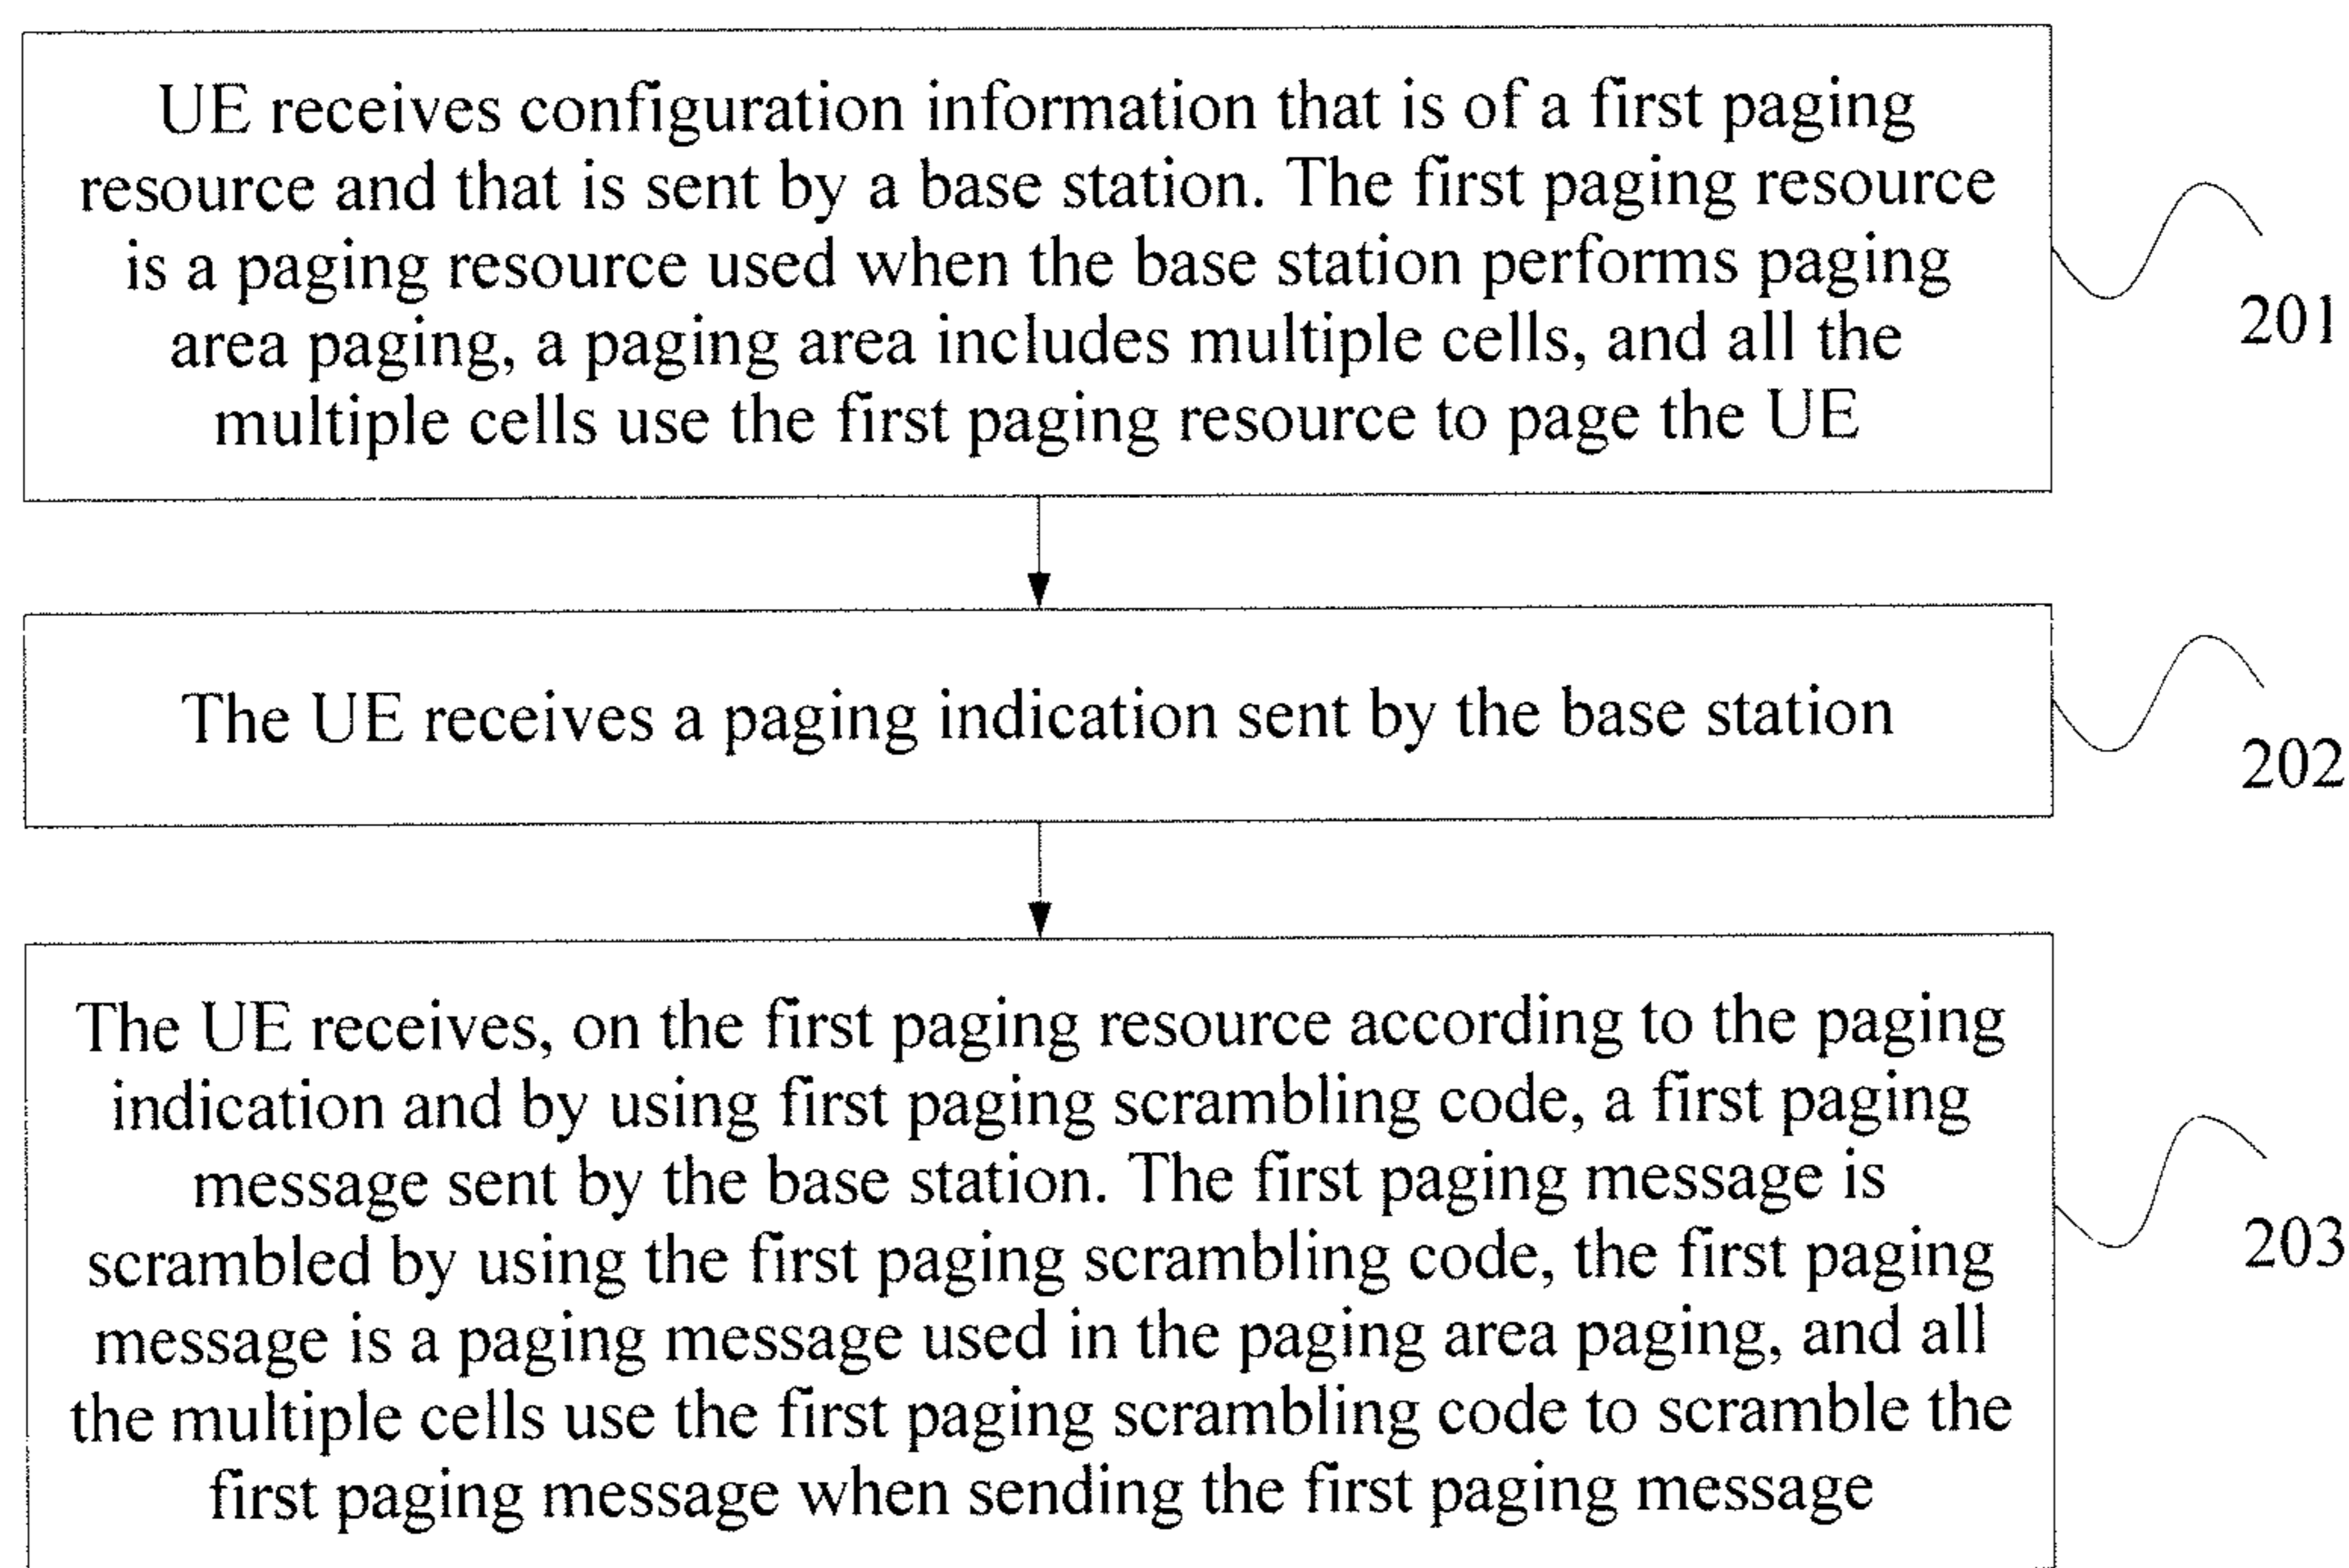 UE receives configuration information that is of a first paging
resource and that is sent by a base station. The first paging resource
is a paging resource used when the base station performs paging
area paging, a paging area includes multiple cells, and all the
multiple cells use the first paging resource to page the UE
201
The UE receives a paging indication sent by the base station
202
The UE receives, on the first paging resource according to the paging
indication and by using first paging scrambling code, a first paging
message sent by the base station. The first paging message is
scrambled by using the first paging scrambling code, the first paging
message is a paging message used in the paging area paging, and all
the multiple cells use the first paging scrambling code to scramble the
first paging message when sending the first paging message
203